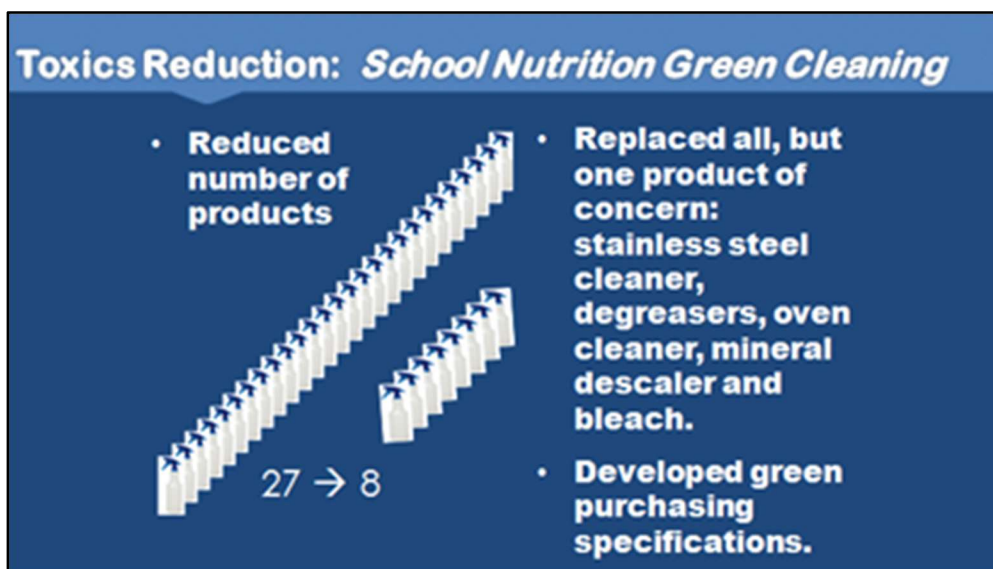 Toxics Reduction: School Nutrition Green Cleaning
• Reduced
number of
products
27 → 8
• Replaced all, but
one product of
concern:
stainless steel
cleaner,
degreasers, oven
cleaner, mineral
descaler and
bleach.
• Developed green
purchasing
specifications.